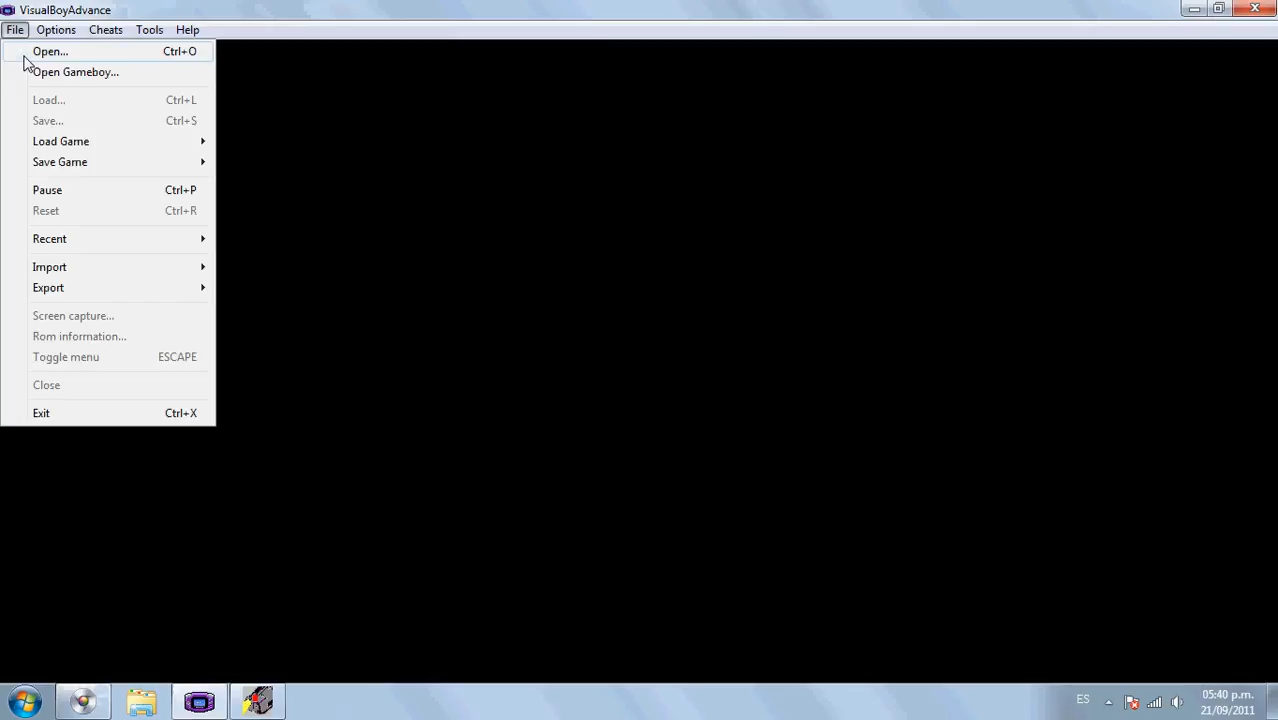 VisualBoyAdvance
File Options Cheats Tools Help
Open... Ctrl+O
Open Gameboy...
Load... Ctrl+L
Save... Ctrl+S
Load Game
Save Game
Pause Ctrl+P
Reset Ctrl+R
Recent
Import
Export
Screen capture...
Rom information...
Toggle menu ESCAPE
Close
Exit Ctrl+X
ES
05:40 p.m.
21/09/2011